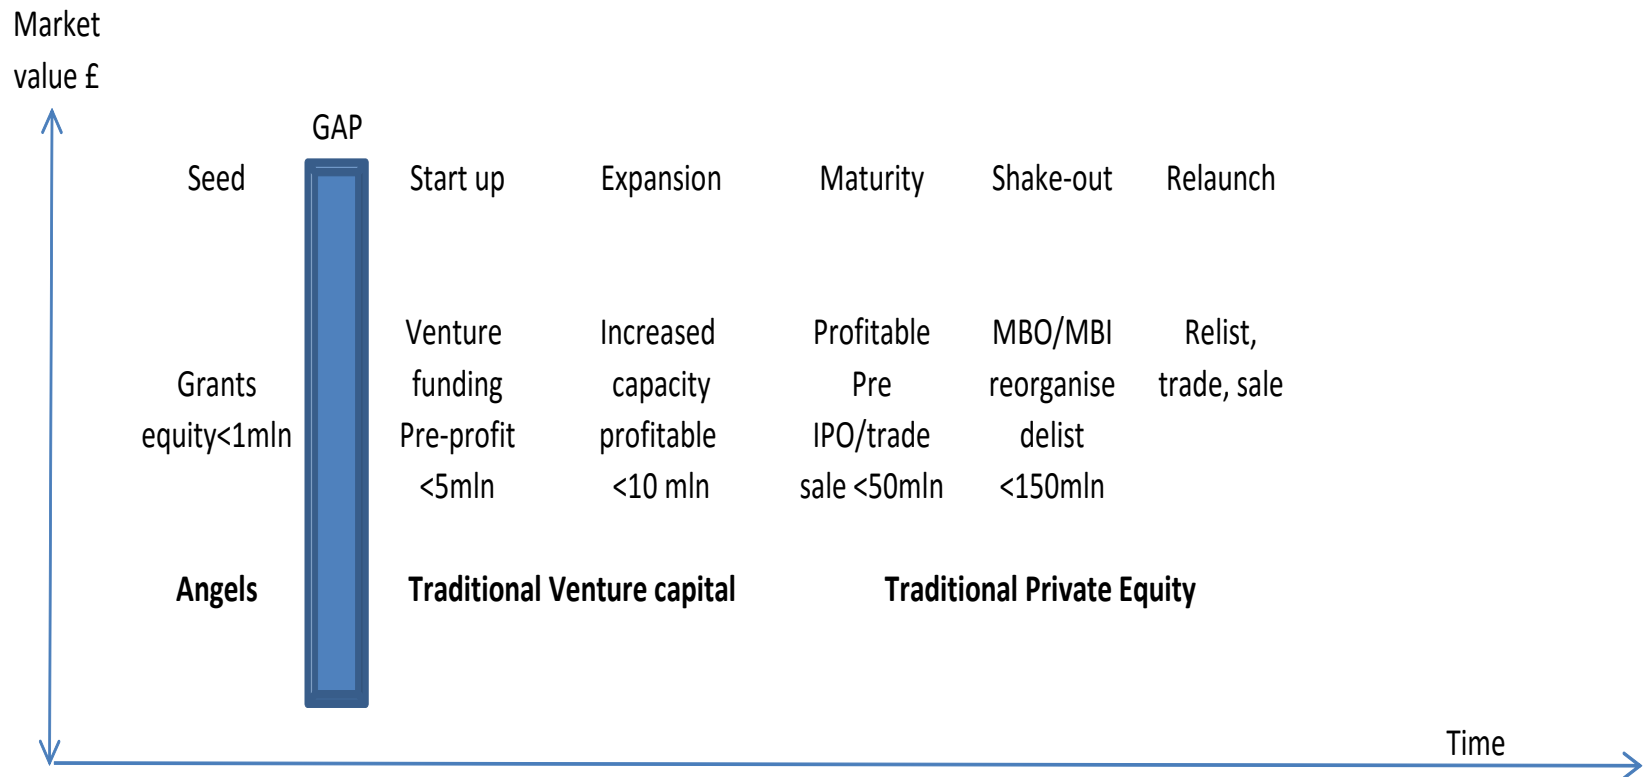 Market
value £
GAP
Seed
Start up
Expansion
Maturity
Shake-out
Relaunch
Grants
equity<1mln
Venture
funding
Pre-profit
<5mln
Increased
capacity
profitable
<10 mln
Profitable
Pre
IPO/trade
sale <50mln
MBO/MBI
reorganise
delist
<150mln
Relist,
trade, sale
Angels
Traditional Venture capital
Traditional Private Equity
Time